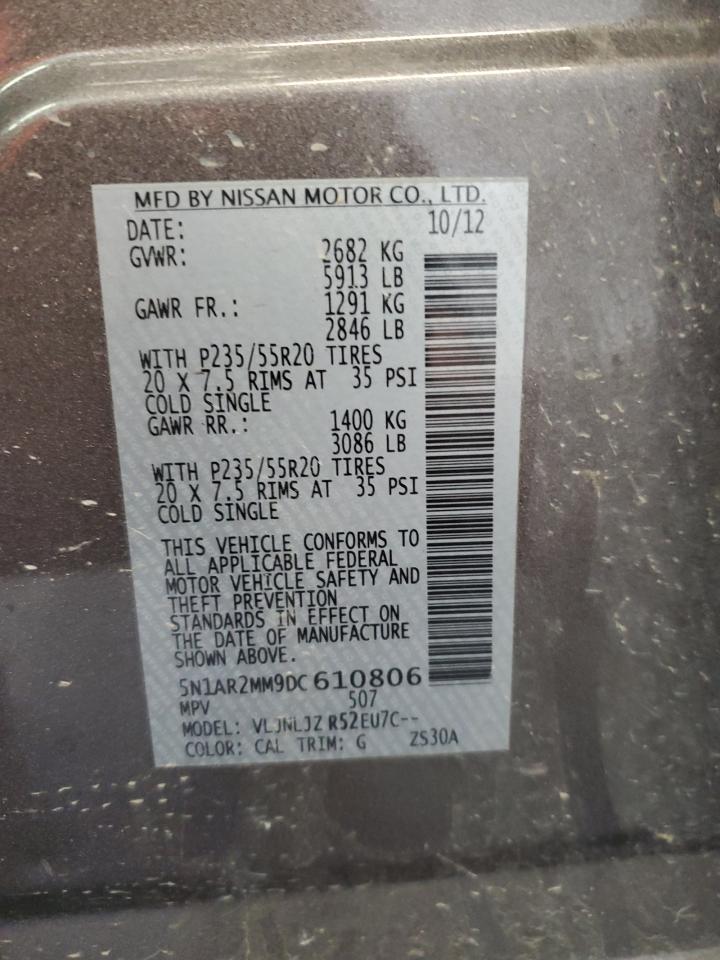 MFD BY NISSAN MOTOR CO., LTD.
DATE: 10/12
GVWR: 2682 KG
5913 LB
GAWR FR.: 1291 KG
2846 LB
WITH P235/55R20 TIRES
20 X 7.5 RIMS AT 35 PSI
COLD SINGLE
GAWR RR.: 1400 KG
3086 LB
WITH P235/55R20 TIRES
20 X 7.5 RIMS AT 35 PSI
COLD SINGLE
THIS VEHICLE CONFORMS TO
ALL APPLICABLE FEDERAL
MOTOR VEHICLE SAFETY AND
THEFT PREVENTION
STANDARDS IN EFFECT ON
THE DATE OF MANUFACTURE
SHOWN ABOVE.
5N1AR2MM9DC 610806
MPV 507
MODEL: VLJNLJZ R52EU7C--
COLOR: CAL TRIM: G ZS30A